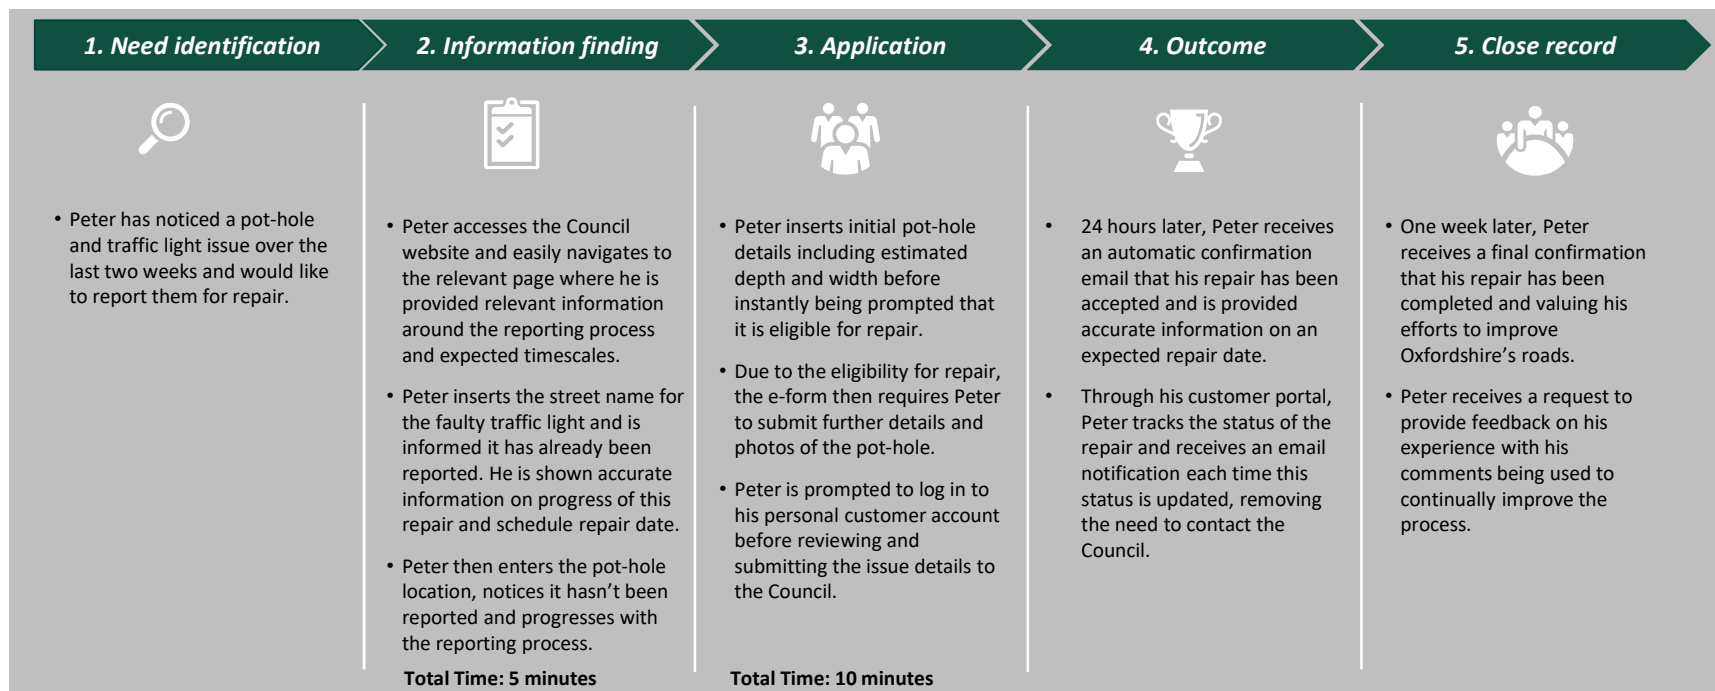 1. Need identification
2. Information finding
3. Application
4. Outcome
5. Close record
• Peter has noticed a pot-hole
and traffic light issue over the
last two weeks and would like
to report them for repair.
• Peter accesses the Council
website and easily navigates to
the relevant page where he is
provided relevant information
around the reporting process
and expected timescales.
• Peter inserts the street name for
the faulty traffic light and is
informed it has already been
reported. He is shown accurate
information on progress of this
repair and schedule repair date.
• Peter then enters the pot-hole
location, notices it hasn't been
reported and progresses with
the reporting process.
Total Time: 5 minutes
• Peter inserts initial pot-hole
details including estimated
depth and width before
instantly being prompted that
it is eligible for repair.
• Due to the eligibility for repair,
the e-form then requires Peter
to submit further details and
photos of the pot-hole.
• Peter is prompted to log in to
his personal customer account
before reviewing and
submitting the issue details to
the Council.
Total Time: 10 minutes
• 24 hours later, Peter receives
an automatic confirmation
email that his repair has been
accepted and is provided
accurate information on an
expected repair date.
• Through his customer portal,
Peter tracks the status of the
repair and receives an email
notification each time this
status is updated, removing
the need to contact the
Council.
• One week later, Peter
receives a final confirmation
that his repair has been
completed and valuing his
efforts to improve
Oxfordshire's roads.
• Peter receives a request to
provide feedback on his
experience with his
comments being used to
continually improve the
process.